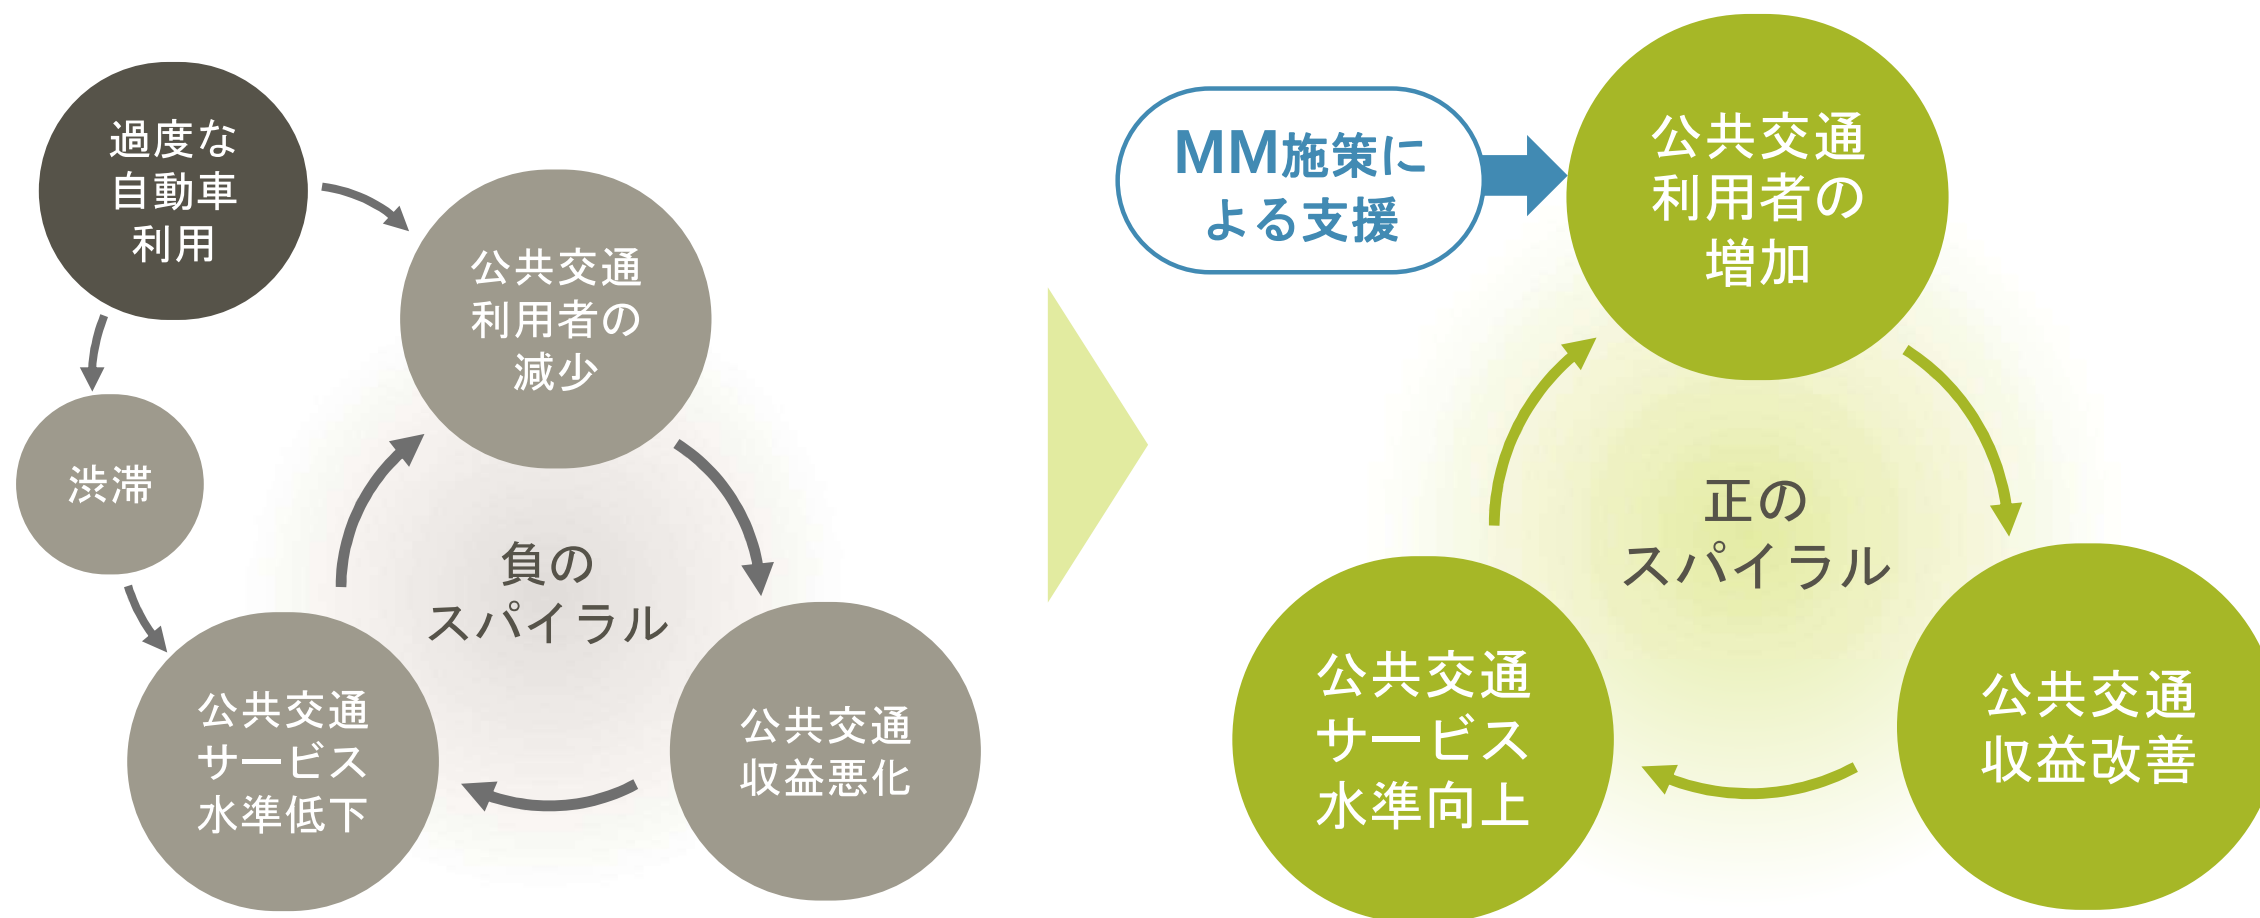 過度な
自動車
利用
公共交通
利用者の
減少
渋滞
負の
スパイラル
公共交通
サービス
水準低下
公共交通
収益悪化
MM施策に
よる支援
公共交通
利用者の
増加
正の
スパイラル
公共交通
サービス
水準向上
公共交通
収益改善